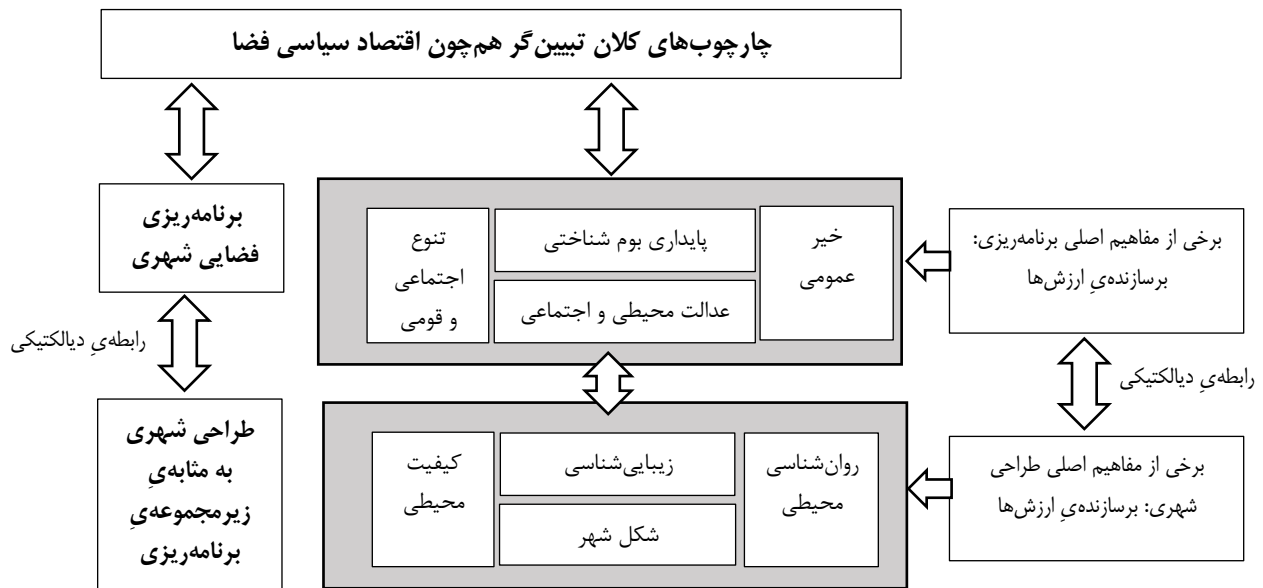 چارچوب‌های کلان تبیین‌گر هم‌چون اقتصاد سیاسی فضا
برنامه‌ریزی
فضایی شهری
خیر
عمومی
پایداری بوم شناختی
عدالت محیطی و اجتماعی
تنوع
اجتماعی
و قومی
برخی از مفاهیم اصلی برنامه‌ریزی:
برسازنده‌یِ ارزش‌ها
رابطه‌یِ دیالکتیکی
رابطه‌یِ دیالکتیکی
برخی از مفاهیم اصلی طراحی
شهری: برسازنده‌یِ ارزش‌ها
روان‌شناسی
محیطی
زیبایی‌شناسی
شکل شهر
کیفیت
محیطی
طراحی شهری
به مثابه‌یِ
زیرمجموعه‌یِ
برنامه‌ریزی